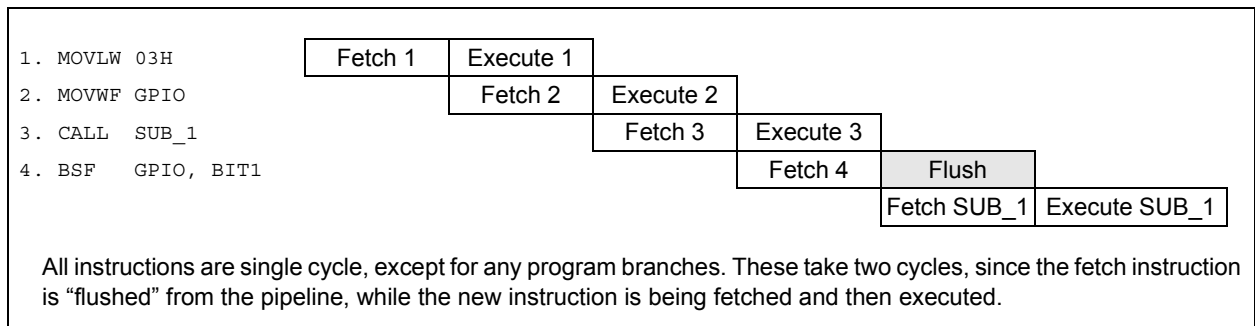 1. MOVLW 03H Fetch 1 Execute 1
2. MOVWF GPIO Fetch 2 Execute 2
3. CALL SUB_1 Fetch 3 Execute 3
4. BSF GPIO, BIT1 Fetch 4 Flush
Fetch SUB_1 Execute SUB_1
All instructions are single cycle, except for any program branches. These take two cycles, since the fetch instruction
is “flushed” from the pipeline, while the new instruction is being fetched and then executed.